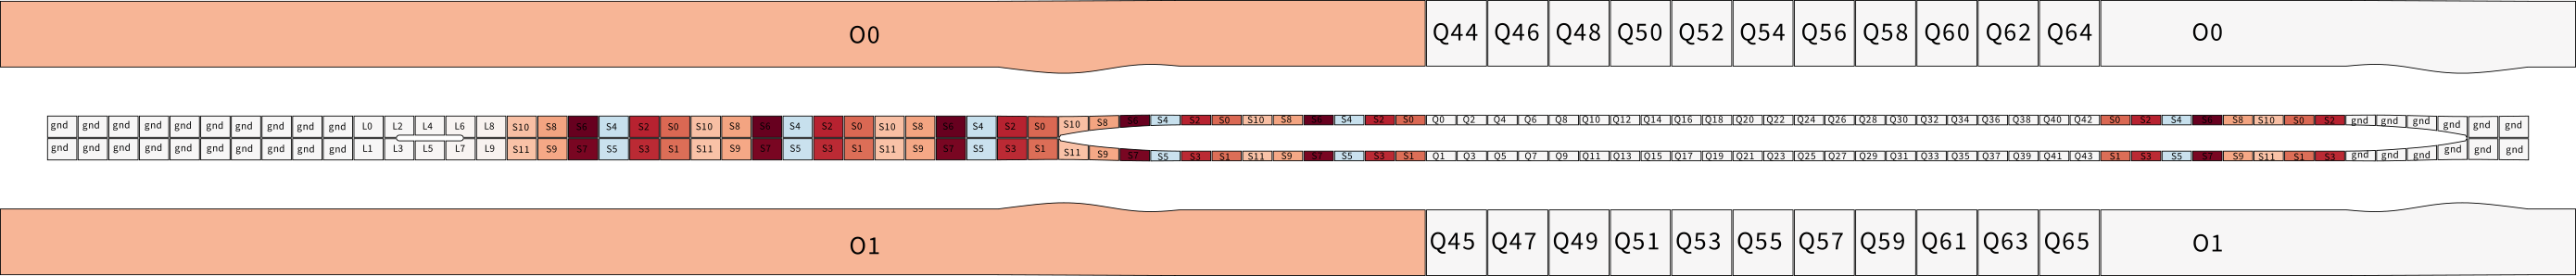 O0 Q44 Q46 Q48 Q50 Q52 Q54 Q56 Q58 Q60 Q62 Q64 O0
gnd gnd gnd gnd gnd gnd gnd gnd gnd gnd L0 L2 L4 L6 L8 S10 S8 S6 S4 S2 S0 S10 S8 S6 S4 S2 S0 S10 S8 S6 S4 S2 S0 S10 S8 S6 S4 S2 S0 S10 S8 S6 S4 S2 S0 Q0 Q2 Q4 Q6 Q8 Q10 Q12 Q14 Q16 Q18 Q20 Q22 Q24 Q26 Q28 Q30 Q32 Q34 Q36 Q38 Q40 Q42 S0 S2 S4 S6 S8 S10 S0 S2 gnd gnd gnd gnd gnd gnd
gnd gnd gnd gnd gnd gnd gnd gnd gnd gnd L1 L3 L5 L7 L9 S11 S9 S7 S5 S3 S1 S11 S9 S7 S5 S3 S1 S11 S9 S7 S5 S3 S1 S11 S9 S7 S5 S3 S1 S11 S9 S7 S5 S3 S1 Q1 Q3 Q5 Q7 Q9 Q11 Q13 Q15 Q17 Q19 Q21 Q23 Q25 Q27 Q29 Q31 Q33 Q35 Q37 Q39 Q41 Q43 S1 S3 S5 S7 S9 S11 S1 S3 gnd gnd gnd gnd gnd gnd
O1 Q45 Q47 Q49 Q51 Q53 Q55 Q57 Q59 Q61 Q63 Q65 O1